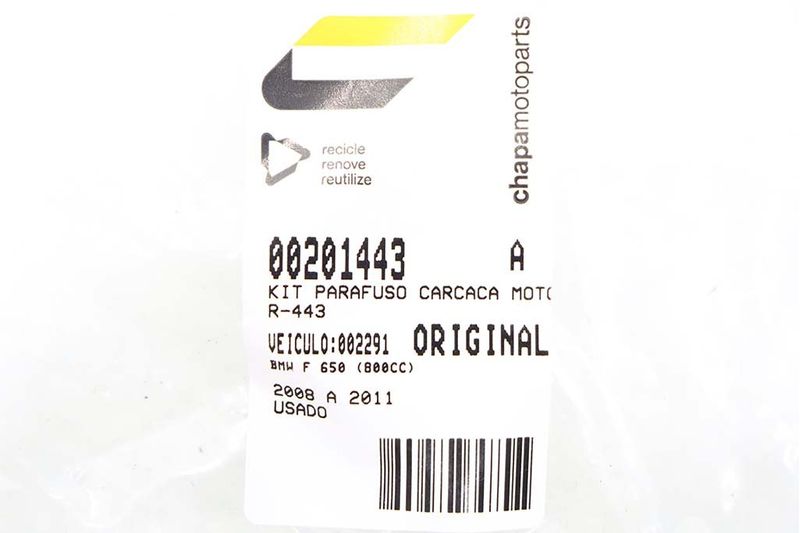 chapamotoparts
recicle
renove
reutilize
00201443 A
KIT PARAFUSO CARCACA MOTO
R-443
VEICULO:002291 ORIGINAL
BMW F 650 (800CC)
2008 A 2011
USADO